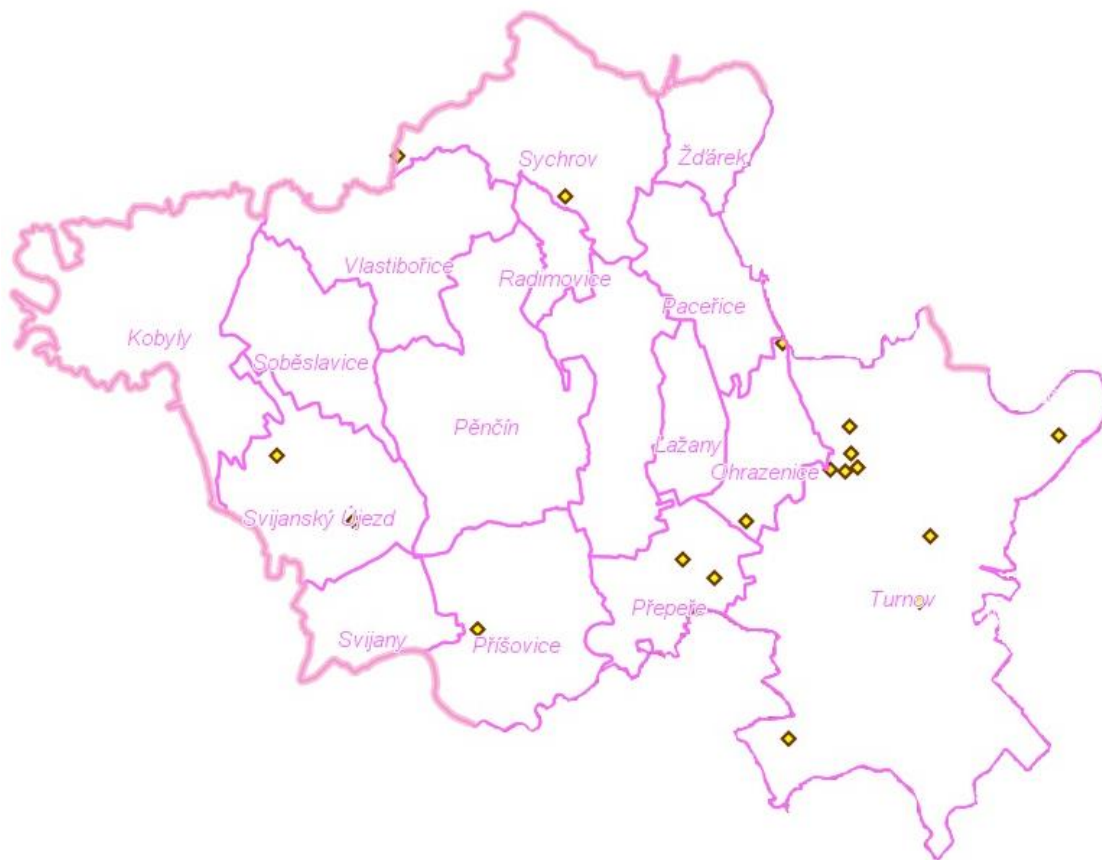 Sychrov
Žďárek
Vlastibořice
Radimovice
Paceřice
Kobyly
Soběslavice
Pěnčín
Lažany
Ohrazenice
Svijanský Újezd
Turnov
Přepeře
Svijany
Příšovice